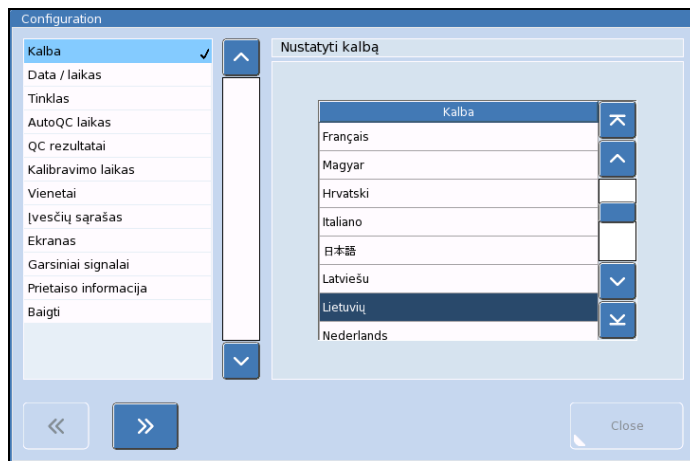 Configuration
Kalba
Data / laikas
Tinklas
AutoQC laikas
QC rezultatai
Kalibravimo laikas
Vienetai
Įvesčių sąrašas
Ekranas
Garsiniai signalai
Prietaiso informacija
Baigti
Nustatyti kalbą
Kalba
Français
Magyar
Hrvatski
Italiano
日本語
Latviešu
Lietuvių
Nederlands
Close